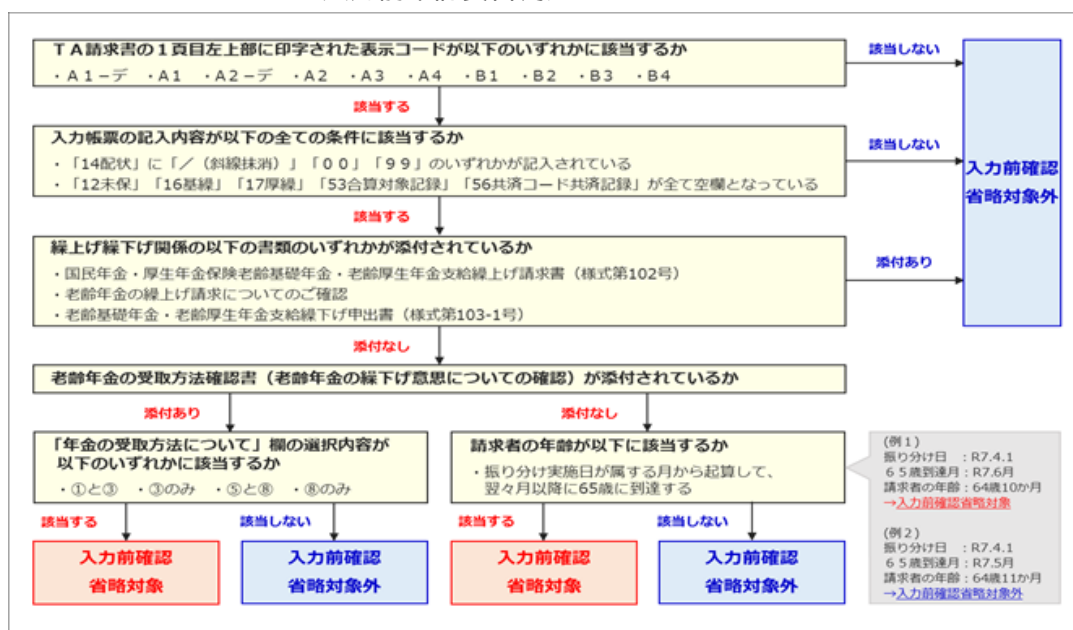 ＴＡ請求書の１頁目左上部に印字された表示コードが以下のいずれかに該当するか
・Ａ１－デ ・Ａ１ ・Ａ２－デ ・Ａ２ ・Ａ３ ・Ａ４ ・Ｂ１ ・Ｂ２ ・Ｂ３ ・Ｂ４
該当しない
該当する
入力帳票の記入内容が以下の全ての条件に該当するか
・「14配状」に「／（斜線抹消）」「００」「９９」のいずれかが記入されている
・「12未保」「16基繰」「17厚繰」「53合算対象記録」「56共済コード共済記録」が全て空欄となっている
該当しない
入力前確認
省略対象外
該当する
繰上げ繰下げ関係の以下の書類のいずれかが添付されているか
・国民年金・厚生年金保険老齢基礎年金・老齢厚生年金支給繰上げ請求書（様式第102号）
・老齢年金の繰上げ請求についてのご確認
・老齢基礎年金・老齢厚生年金支給繰下げ申出書（様式第103-1号）
添付あり
添付なし
老齢年金の受取方法確認書（老齢年金の繰下げ意思についての確認）が添付されているか
添付あり
添付なし
「年金の受取方法について」欄の選択内容が
以下のいずれかに該当するか
・①と③ ・③のみ ・⑤と⑧ ・⑧のみ
請求者の年齢が以下に該当するか
・振り分け実施日が属する月から起算して、
翌々月以降に65歳に到達する
（例１）
振り分け日 ：R7.4.1
６５歳到達月：R7.6月
請求者の年齢：64歳10か月
→入力前確認省略対象
（例２）
振り分け日 ：R7.4.1
６５歳到達月：R7.5月
請求者の年齢：64歳11か月
→入力前確認省略対象外
該当する
該当しない
該当する
該当しない
入力前確認
省略対象
入力前確認
省略対象外
入力前確認
省略対象
入力前確認
省略対象外